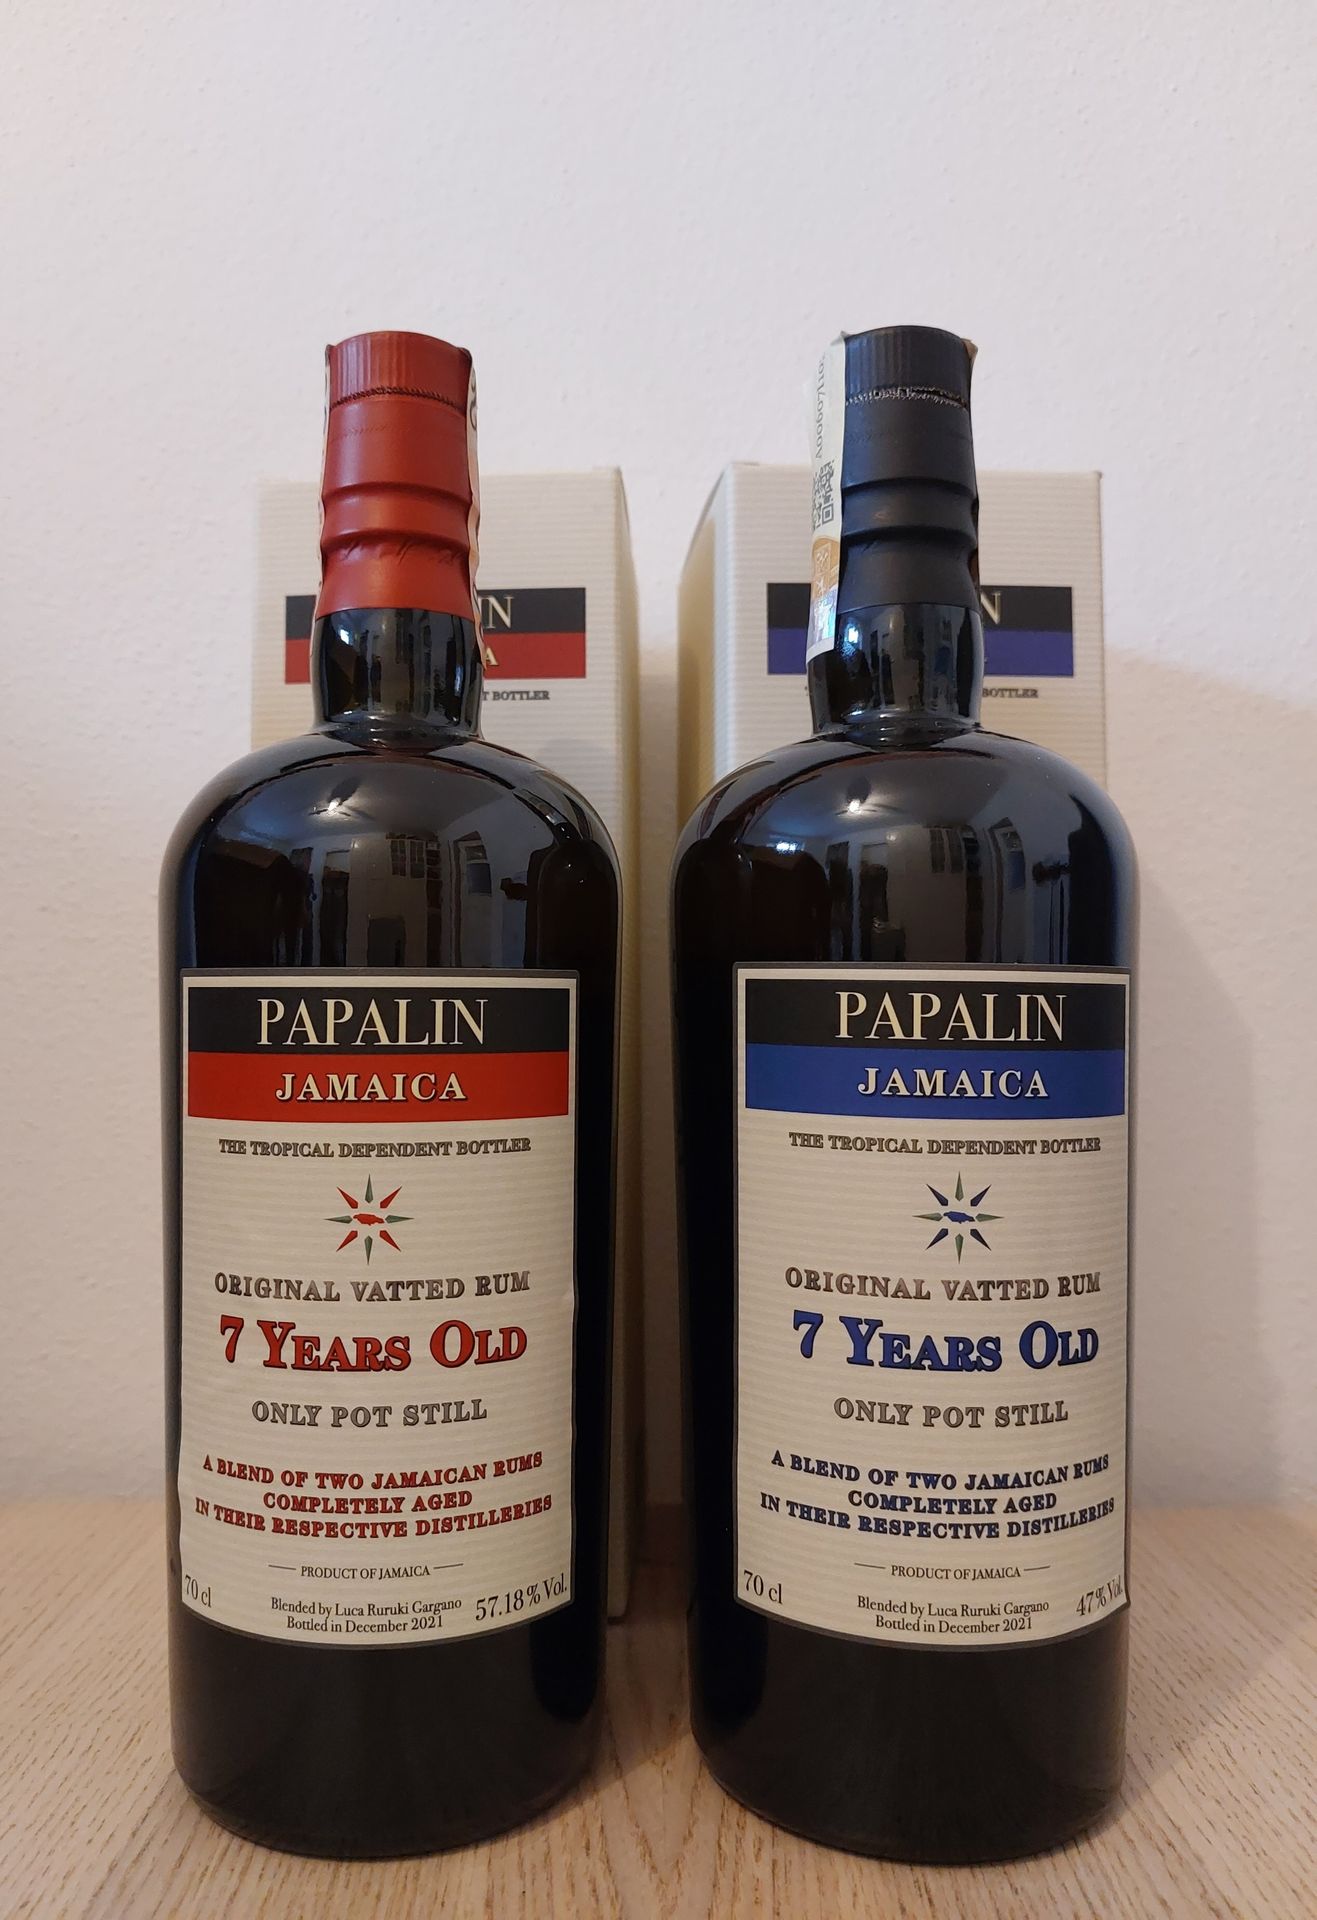 PAPALIN
JAMAICA
THE TROPICAL DEPENDENT BOTTLER
ORIGINAL VATTED RUM
7 YEARS OLD
ONLY POT STILL
A BLEND OF TWO JAMAICAN RUMS
COMPLETELY AGED
IN THEIR RESPECTIVE DISTILLERIES
PRODUCT OF JAMAICA
70 cl
Blended by Luca Ruruki Gargano
Bottled in December 2021
57.18% Vol.
PAPALIN
JAMAICA
THE TROPICAL DEPENDENT BOTTLER
ORIGINAL VATTED RUM
7 YEARS OLD
ONLY POT STILL
A BLEND OF TWO JAMAICAN RUMS
COMPLETELY AGED
IN THEIR RESPECTIVE DISTILLERIES
PRODUCT OF JAMAICA
70 cl
Blended by Luca Ruruki Gargano
Bottled in December 2021
47% Vol.
IN
A
T BOTTLER
N
BOTTLER